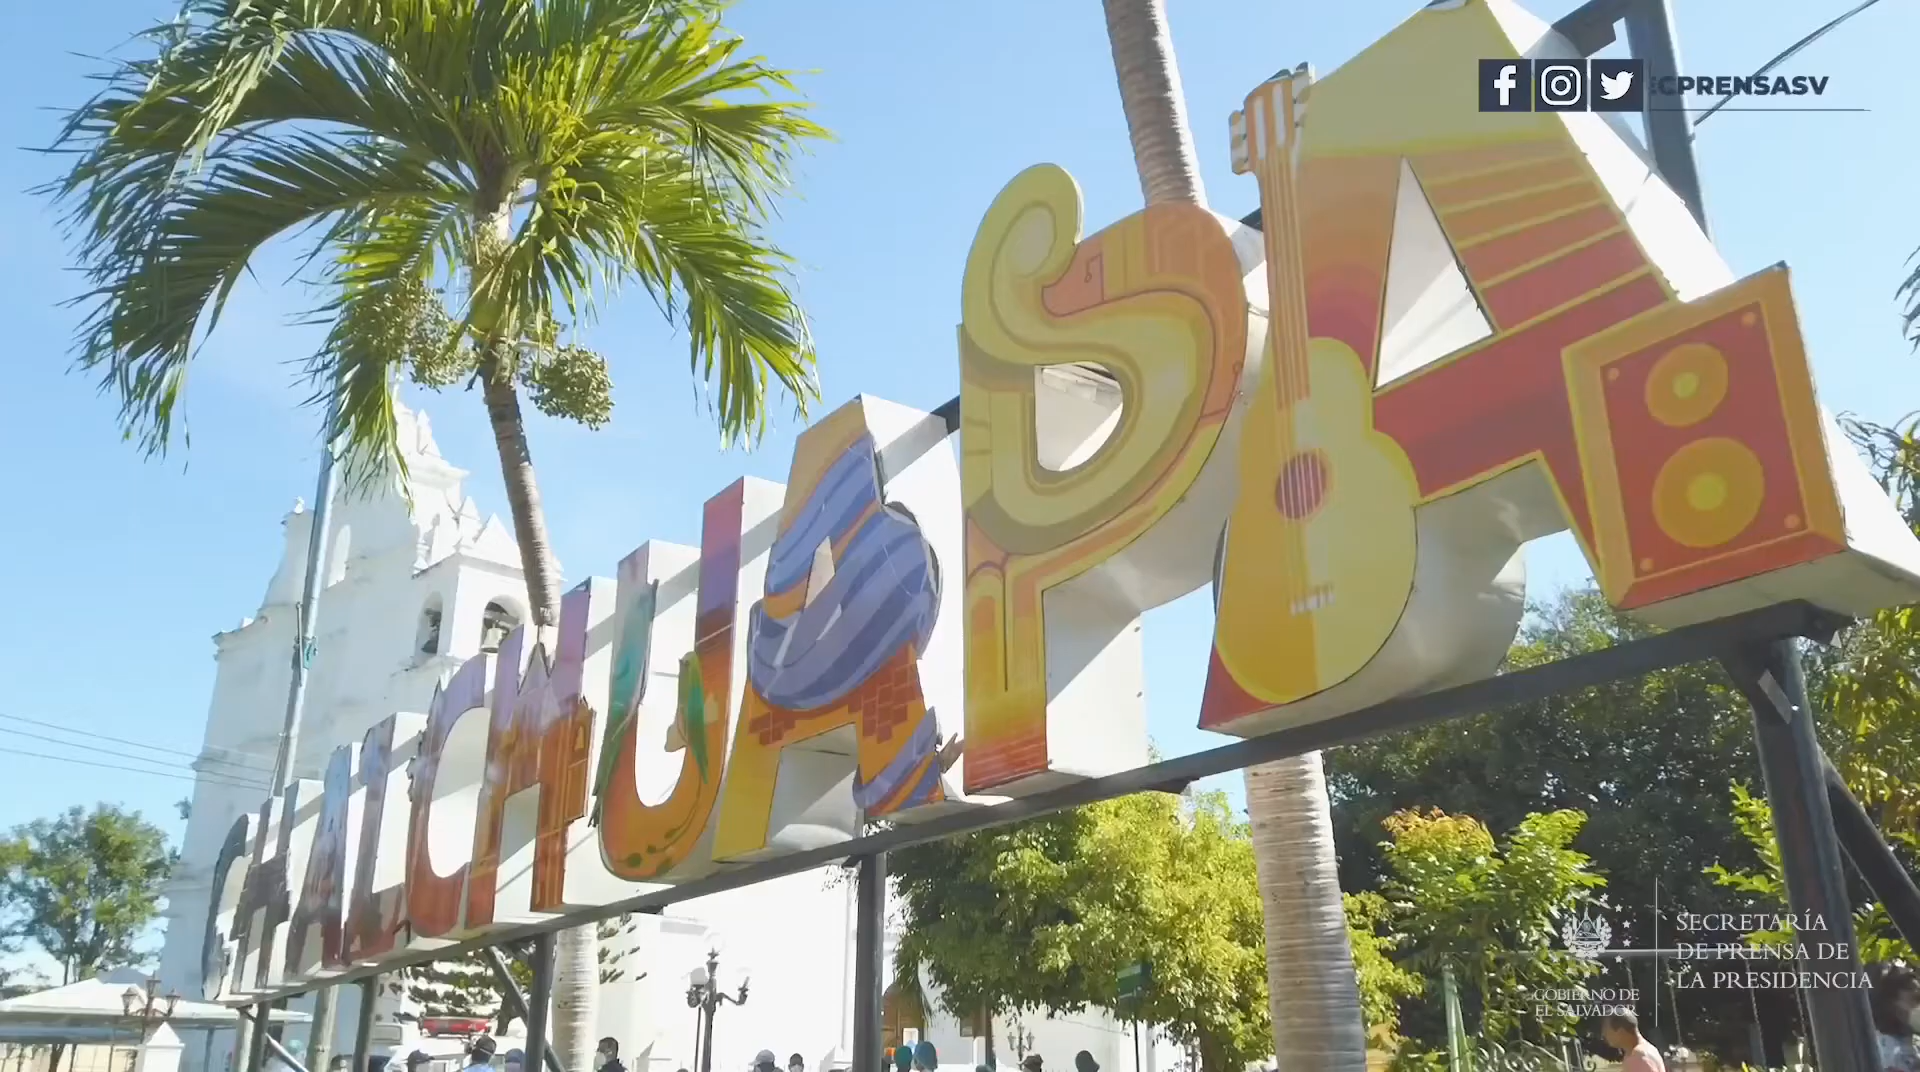 CPRENSASV
CHALCHUAPA
SECRETARÍA
DE PRENSA DE
LA PRESIDENCIA
GOBIERNO DE
EL SALVADOR